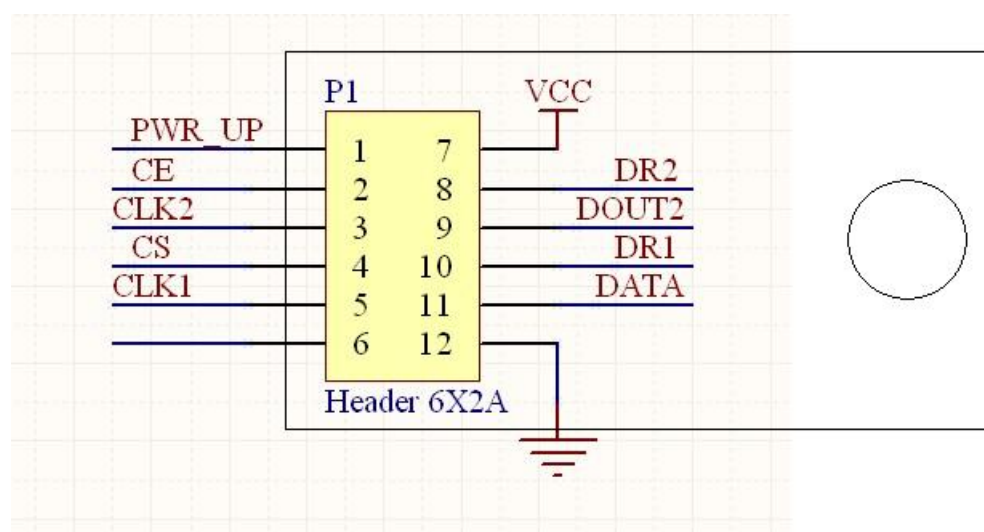 P1
VCC
PWR_UP
1 7
CE
2 8
DR2
CLK2
3 9
DOUT2
CS
4 10
DR1
CLK1
5 11
DATA
6 12
Header 6X2A